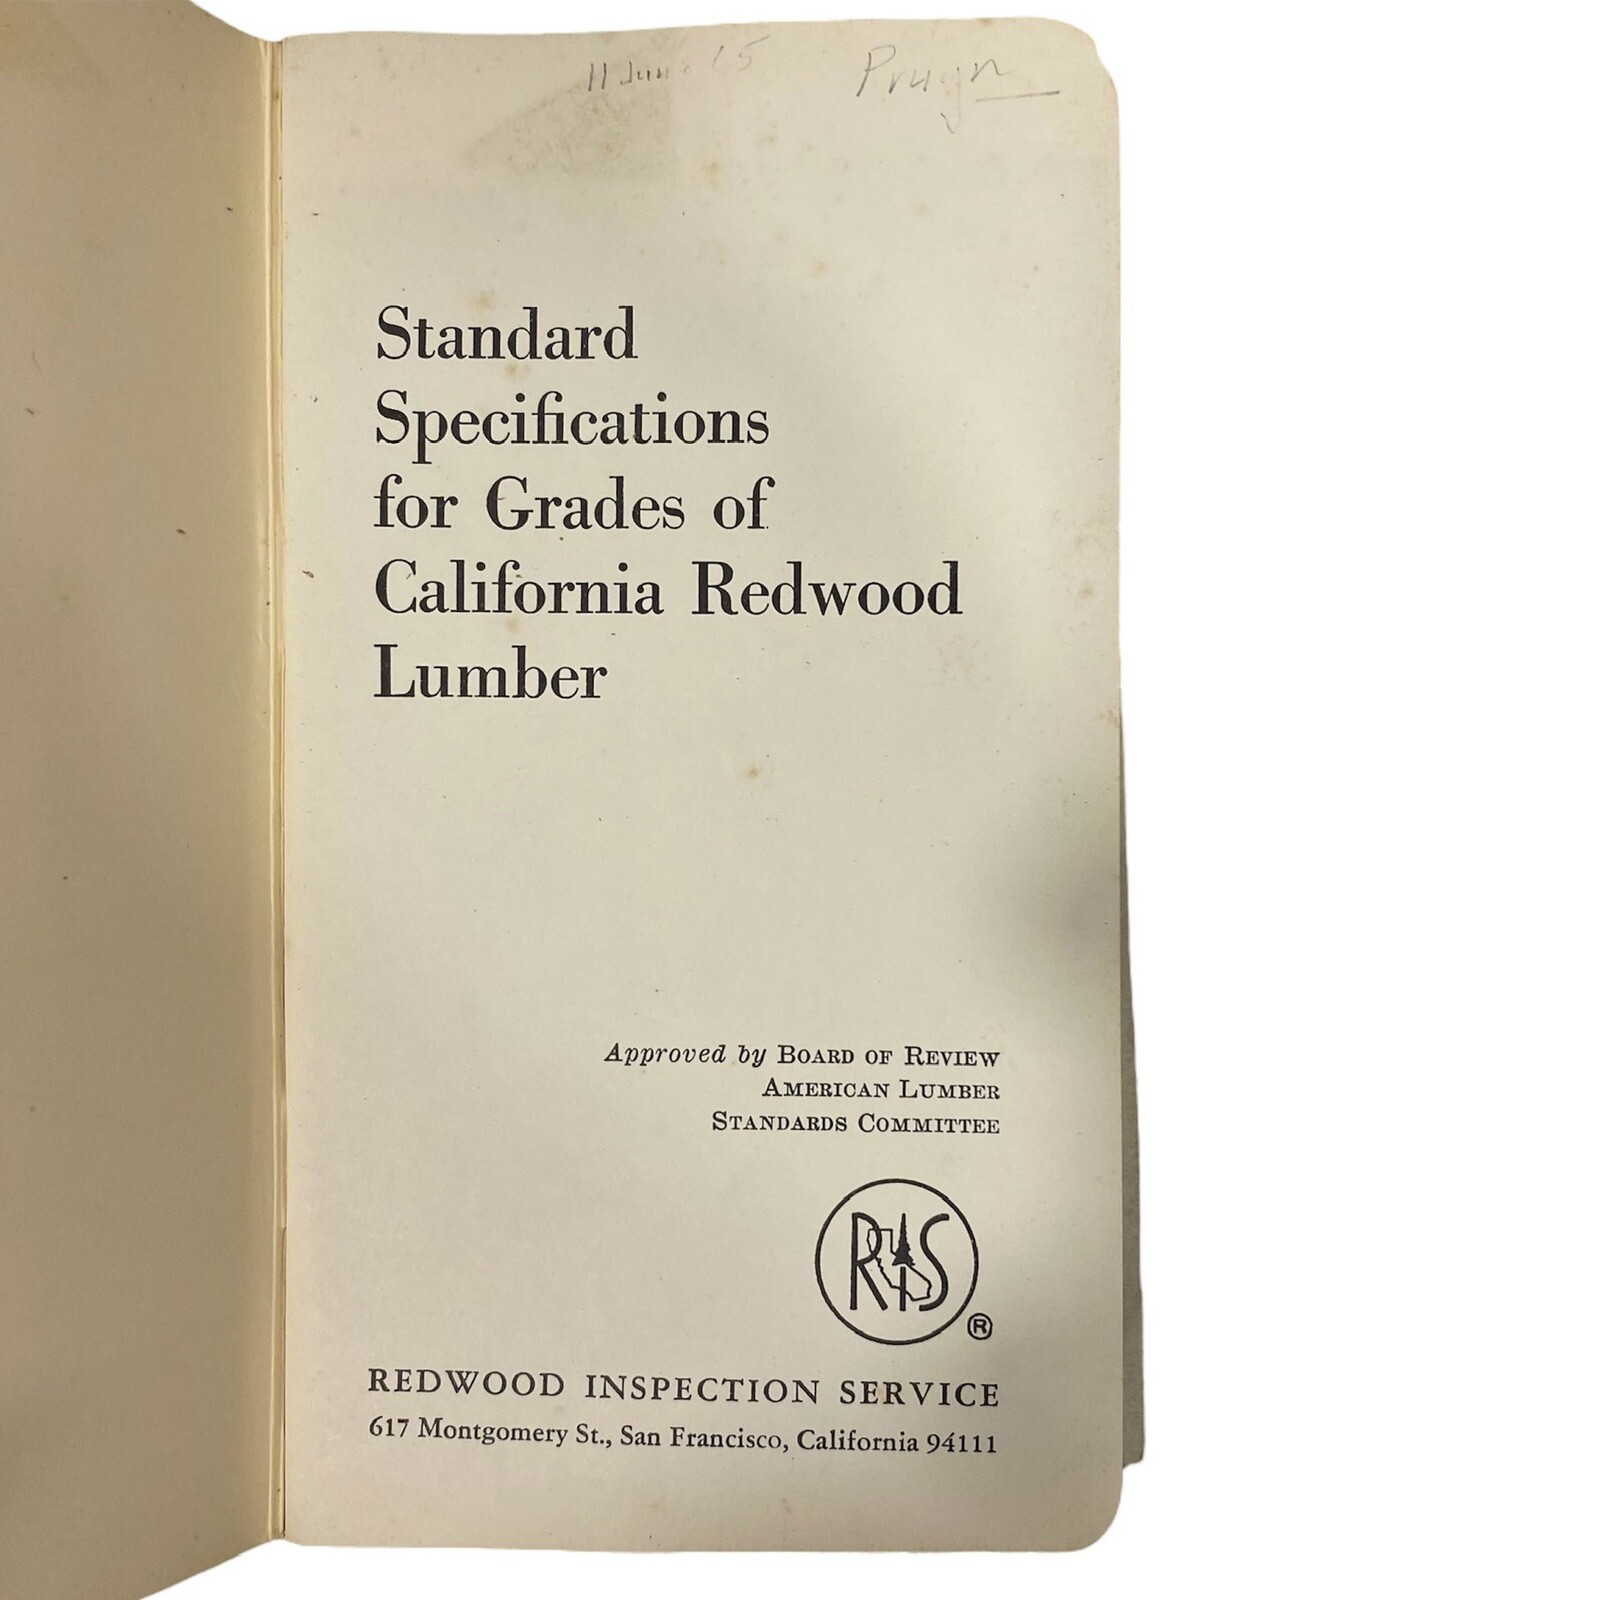 11 June 65 Pruyn
Standard
Specifications
for Grades of
California Redwood
Lumber
Approved by BOARD OF REVIEW
AMERICAN LUMBER
STANDARDS COMMITTEE
RIS
®
REDWOOD INSPECTION SERVICE
617 Montgomery St., San Francisco, California 94111